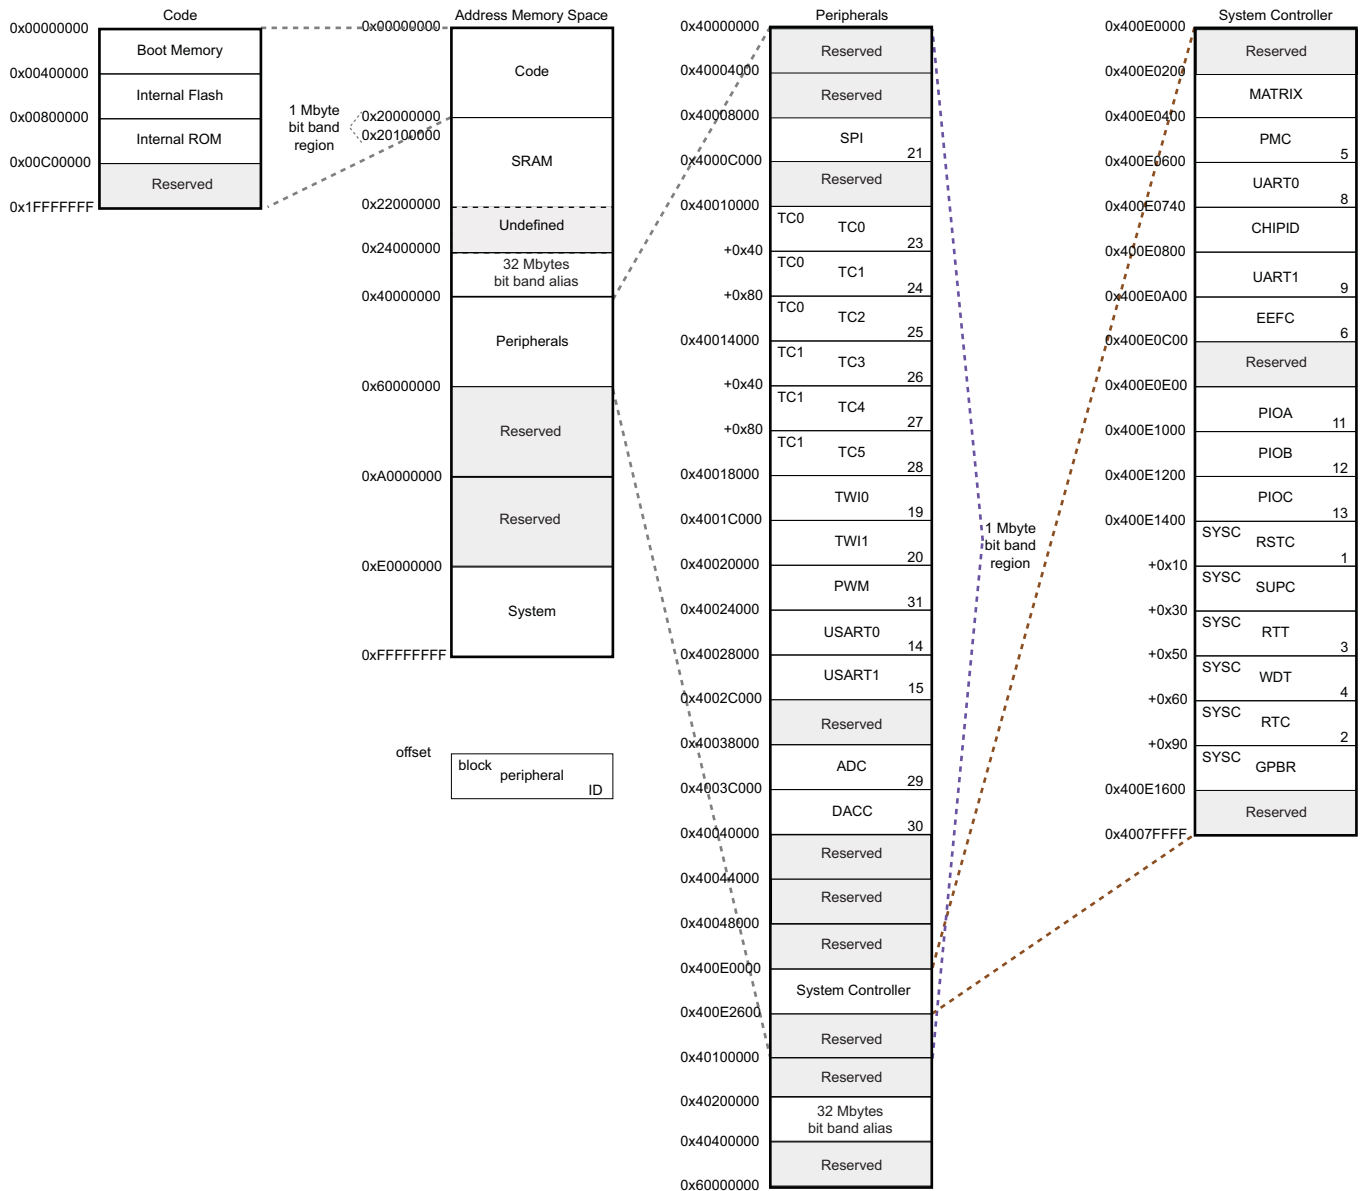 Code
0x00000000
Boot Memory
0x00400000
Internal Flash
0x00800000
Internal ROM
0x00C00000
Reserved
0x1FFFFFFF
1 Mbyte
bit band
region
Address Memory Space
0x00000000
Code
0x20000000
0x20100000
SRAM
0x22000000
Undefined
0x24000000
32 Mbytes
bit band alias
0x40000000
Peripherals
0x60000000
Reserved
0xA0000000
Reserved
0xE0000000
System
0xFFFFFFFF
offset
block
peripheral
ID
Peripherals
0x40000000
Reserved
0x40004000
Reserved
0x40008000
SPI
21
0x4000C000
Reserved
0x40010000
TC0
TC0
23
+0x40
TC0
TC1
24
+0x80
TC0
TC2
25
0x40014000
TC1
TC3
26
+0x40
TC1
TC4
27
+0x80
TC1
TC5
28
0x40018000
TWI0
19
0x4001C000
TWI1
20
0x40020000
PWM
31
0x40024000
USART0
14
0x40028000
USART1
15
0x4002C000
Reserved
0x40038000
ADC
29
0x4003C000
DACC
30
0x40040000
Reserved
0x40044000
Reserved
0x40048000
Reserved
0x400E0000
System Controller
0x400E2600
Reserved
0x40100000
Reserved
0x40200000
32 Mbytes
bit band alias
0x40400000
Reserved
0x60000000
1 Mbyte
bit band
region
System Controller
0x400E0000
Reserved
0x400E0200
MATRIX
0x400E0400
PMC
5
0x400E0600
UART0
8
0x400E0740
CHIPID
0x400E0800
UART1
9
0x400E0A00
EEFC
6
0x400E0C00
Reserved
0x400E0E00
PIOA
11
0x400E1000
PIOB
12
0x400E1200
PIOC
13
0x400E1400
SYSC
RSTC
1
+0x10
SYSC
SUPC
+0x30
SYSC
RTT
3
+0x50
SYSC
WDT
4
+0x60
SYSC
RTC
2
+0x90
SYSC
GPBR
0x400E1600
Reserved
0x4007FFFF